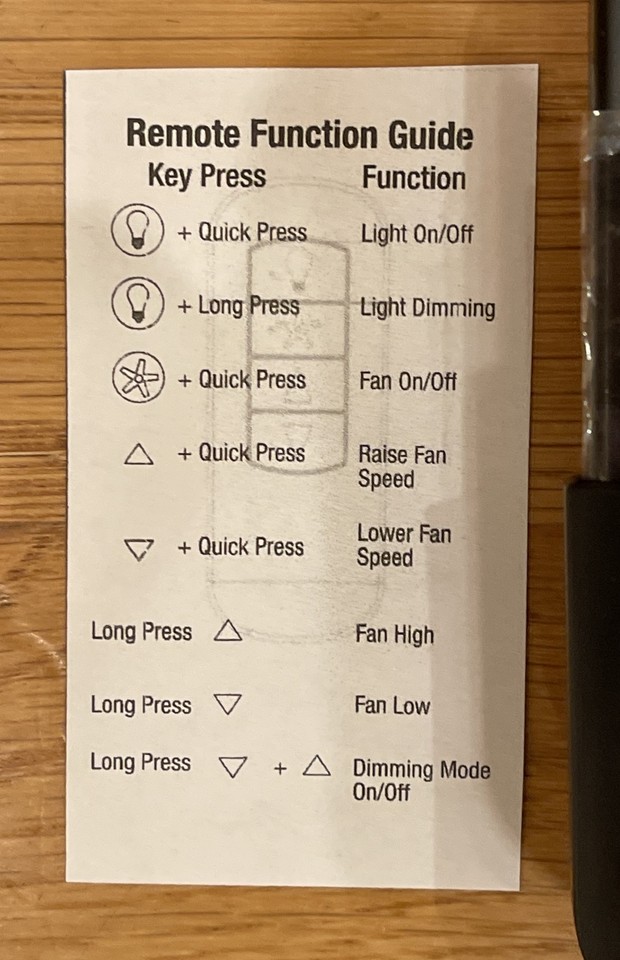 Remote Function Guide
Key Press Function
+ Quick Press Light On/Off
+ Long Press Light Dimming
+ Quick Press Fan On/Off
△ + Quick Press Raise Fan
Speed
▽ + Quick Press Lower Fan
Speed
Long Press △ Fan High
Long Press ▽ Fan Low
Long Press ▽ + △ Dimming Mode
On/Off